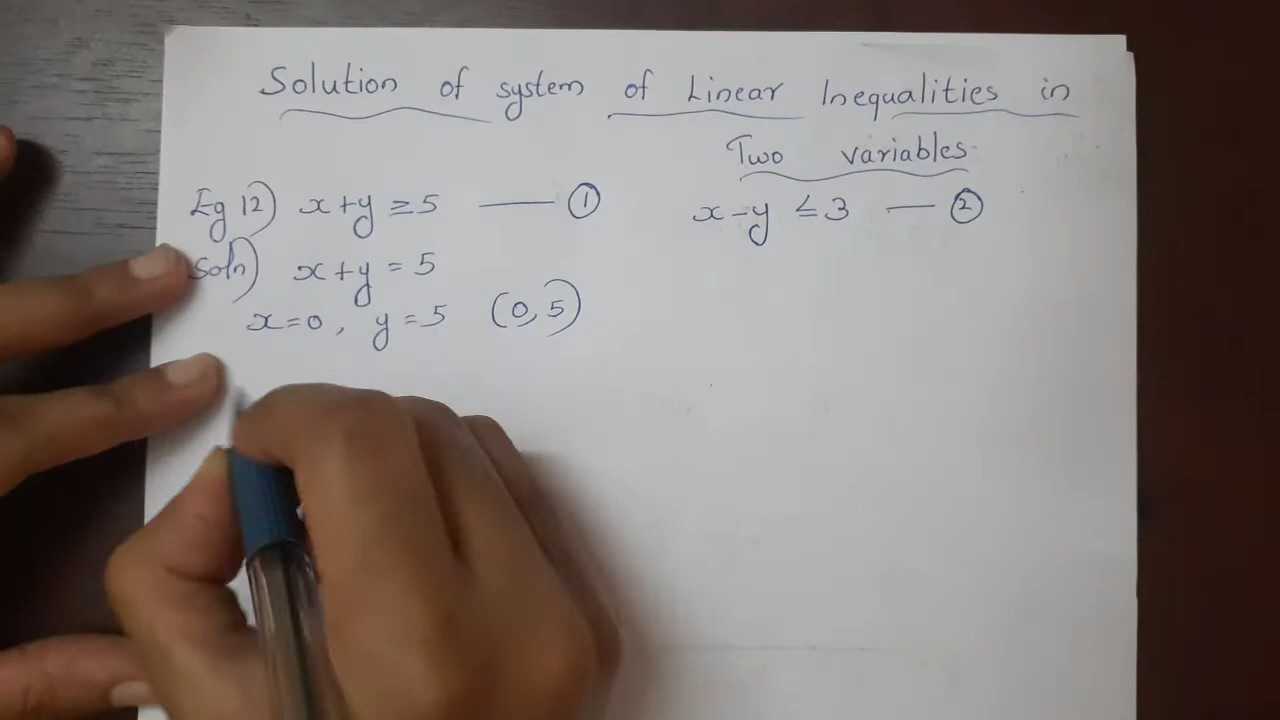 Solution of system of Linear Inequalities in
Two variables
Eg 12) x+y ≥5 —— ① x-y ≤3 —— ②
Soln) x+y =5
x=0, y=5 (0,5)